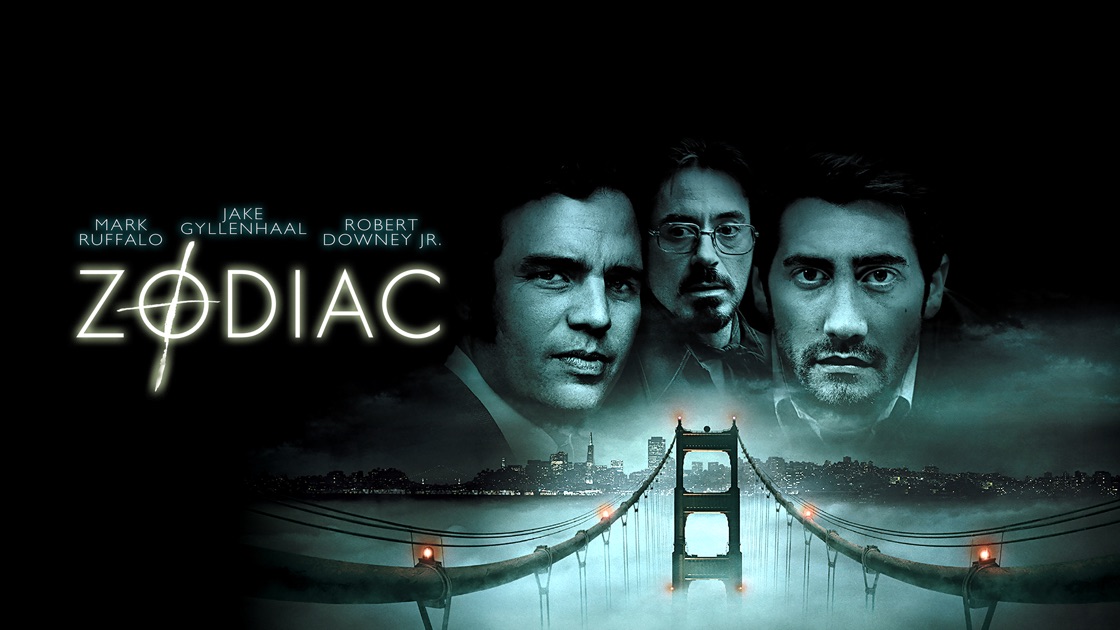 MARK
RUFFALO
JAKE
GYLLENHAAL
ROBERT
DOWNEY JR.
ZODIAC